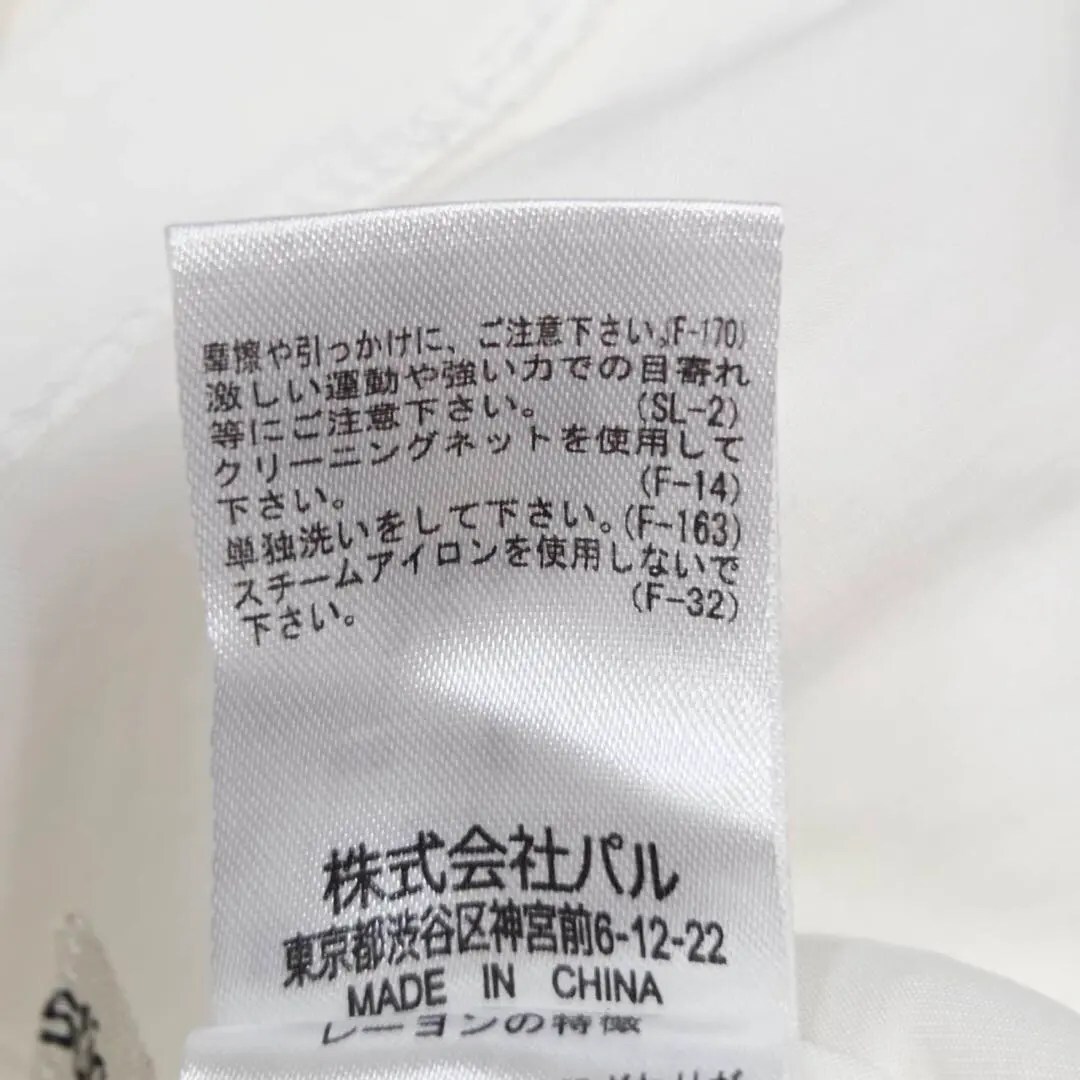 摩擦や引っかけに、ご注意下さい。(F-170)
激しい運動や強い力での目寄れ
等にご注意下さい。 (SL-2)
クリーニングネットを使用して
下さい。 (F-14)
単独洗いをして下さい。(F-163)
スチームアイロンを使用しないで
下さい。 (F-32)
株式会社パル
東京都渋谷区神宮前6-12-22
MADE IN CHINA
レーヨンの特徴